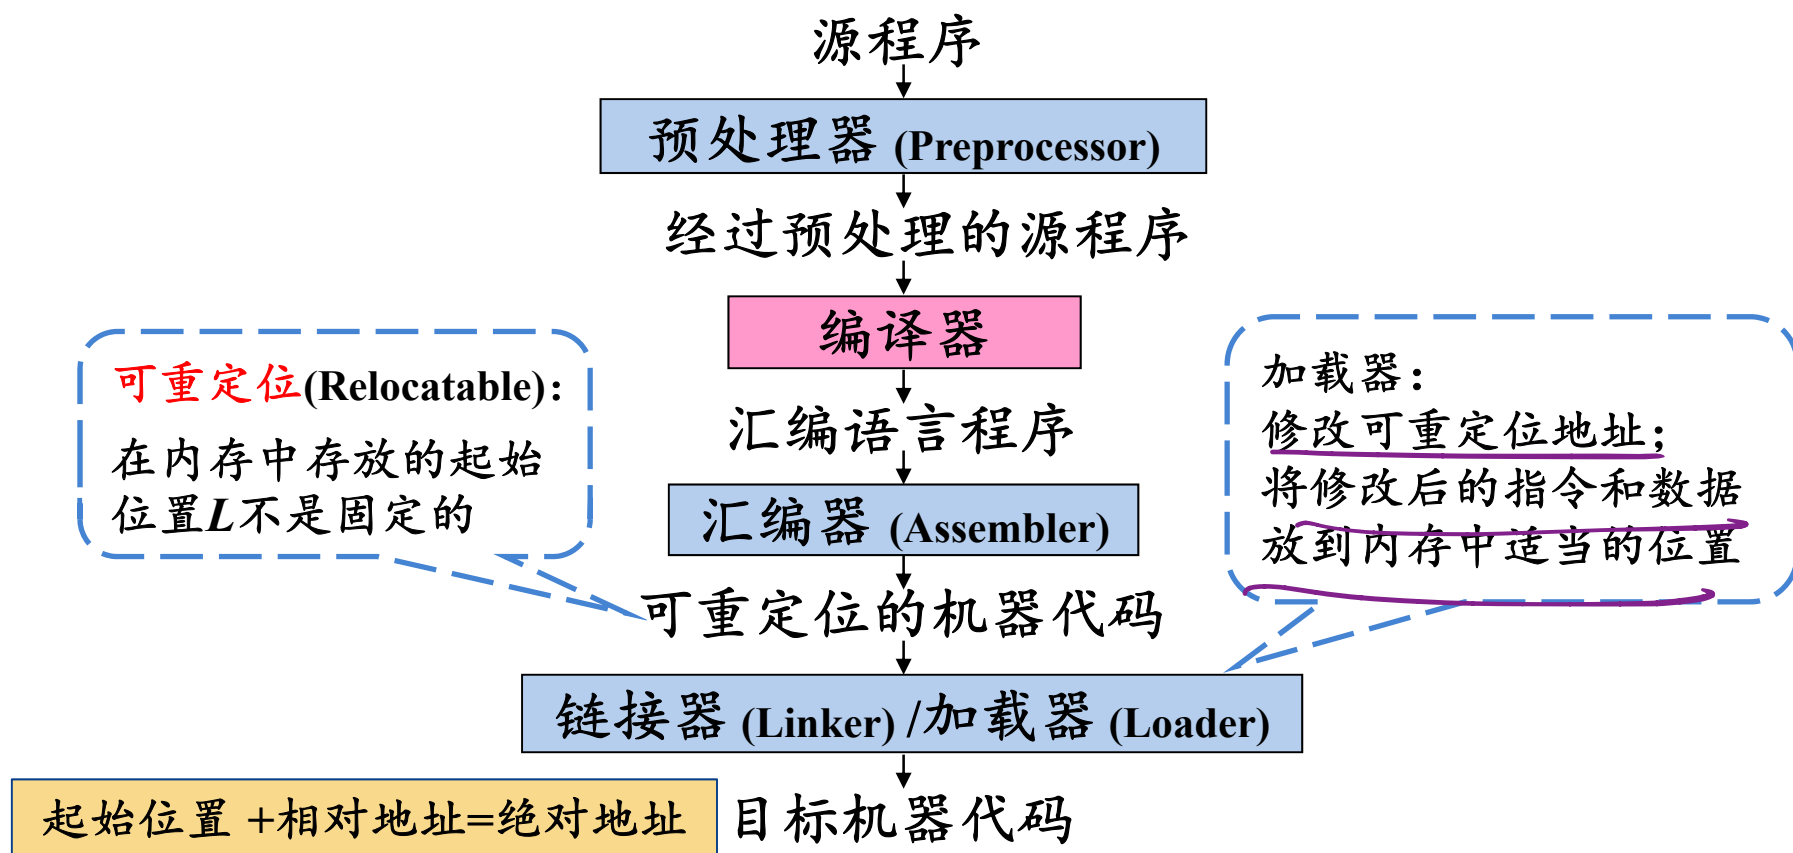 源程序
预处理器 (Preprocessor)
经过预处理的源程序
编译器
可重定位(Relocatable):
在内存中存放的起始
位置L不是固定的
加载器:
修改可重定位地址;
将修改后的指令和数据
放到内存中适当的位置
汇编语言程序
汇编器 (Assembler)
可重定位的机器代码
链接器 (Linker) /加载器 (Loader)
起始位置 +相对地址=绝对地址
目标机器代码